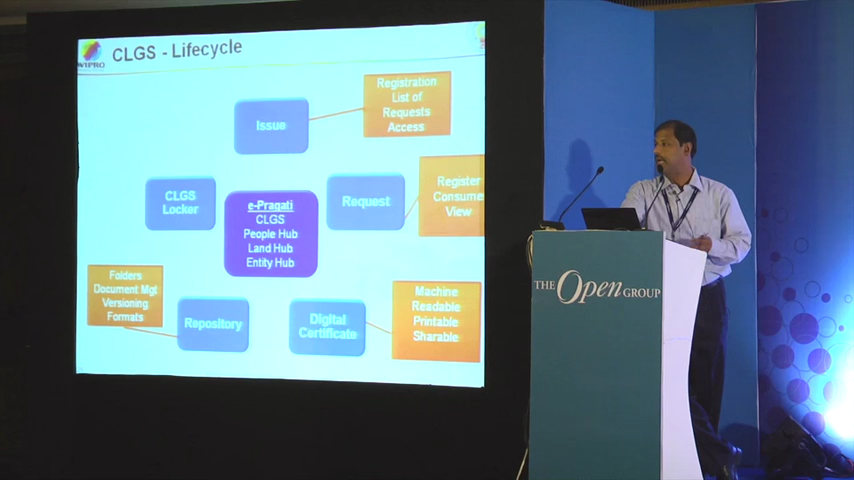 WIPRO
CLGS - Lifecycle
Registration
List of
Requests
Access
Issue
CLGS
Locker
e-Pragati
CLGS
People Hub
Land Hub
Entity Hub
Request
Register
Consume
View
Folders
Document Mgt
Versioning
Formats
Repository
Digital
Certificate
Machine
Readable
Printable
Sharable
THE Open GROUP